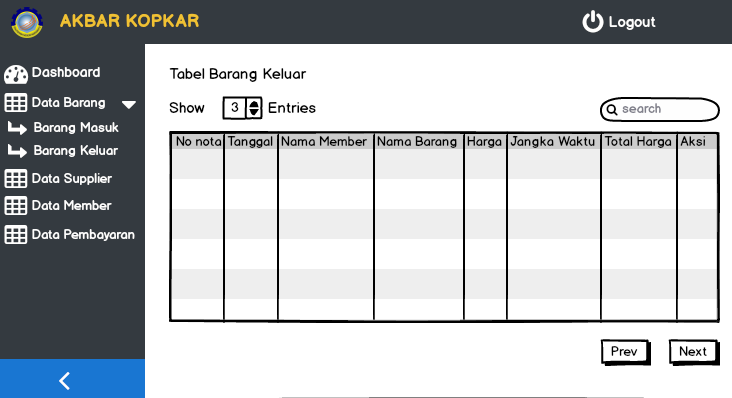 AKBAR KOPKAR
Logout
Dashboard
Data Barang
Barang Masuk
Barang Keluar
Data Supplier
Data Member
Data Pembayaran
Tabel Barang Keluar
Show 3 Entries
search
No nota Tanggal Nama Member Nama Barang Harga Jangka Waktu Total Harga Aksi
Prev Next